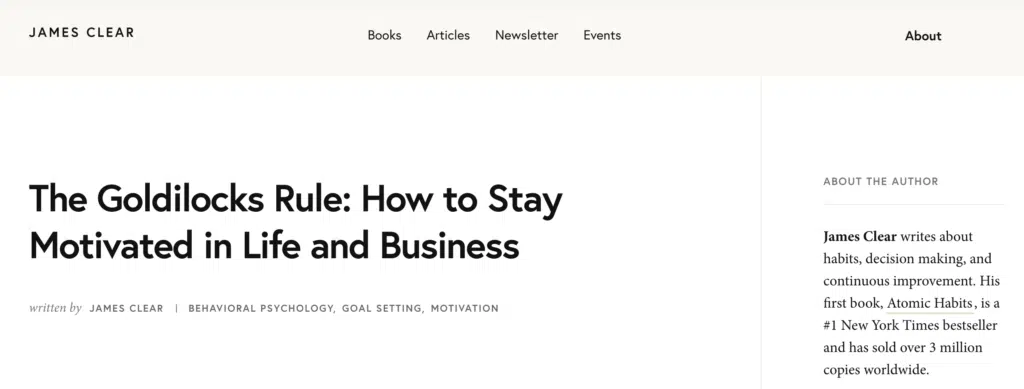 JAMES CLEAR
Books Articles Newsletter Events
About
The Goldilocks Rule: How to Stay
Motivated in Life and Business
written by JAMES CLEAR | BEHAVIORAL PSYCHOLOGY, GOAL SETTING, MOTIVATION
ABOUT THE AUTHOR
James Clear writes about
habits, decision making, and
continuous improvement. His
first book, Atomic Habits, is a
#1 New York Times bestseller
and has sold over 3 million
copies worldwide.